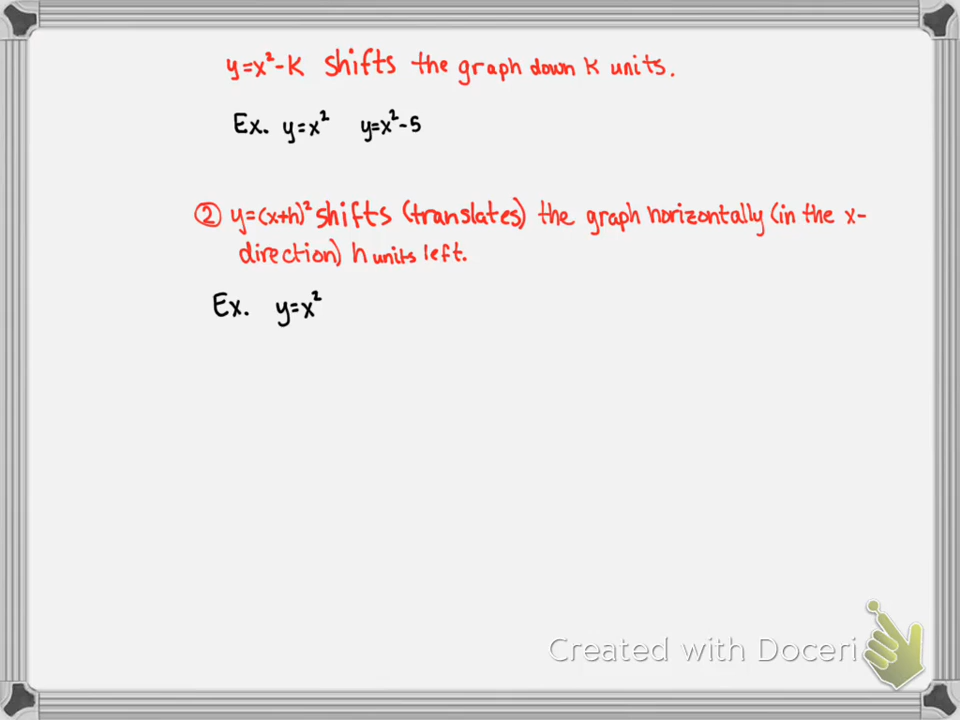 y=x²-K shifts the graph down K units.
Ex. y=x² y=x²-5
② y=(x+h)² shifts (translates) the graph horizontally (in the x-
direction) h units left.
Ex. y=x²
Created with Doceri